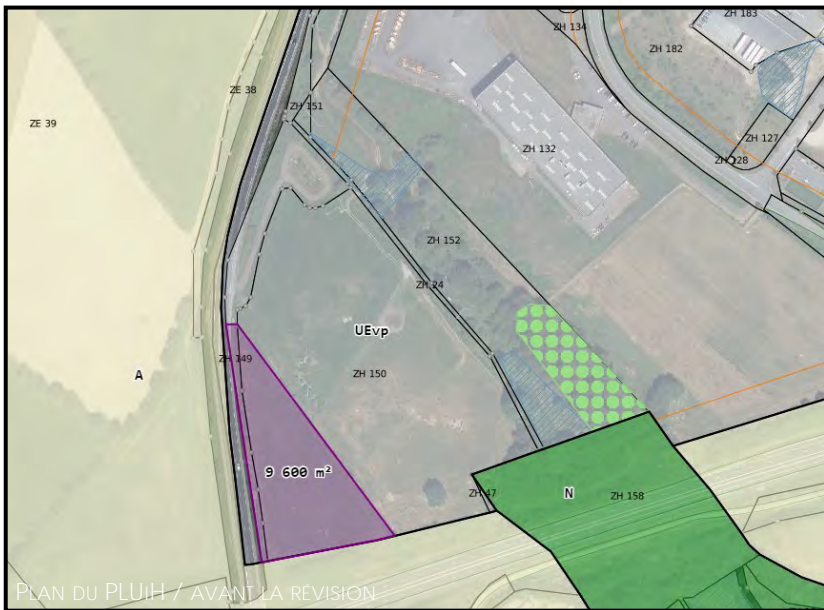 ZH 183
ZH 134
ZH 182
ZE 38
ZH 151
ZE 39
ZH 127
ZH 132
ZH 128
ZH 152
ZH 24
UEvp
ZH 149
ZH 150
A
9 600 m²
ZH 47
N
ZH 158
PLAN DU PLUiH / AVANT LA RÉVISION